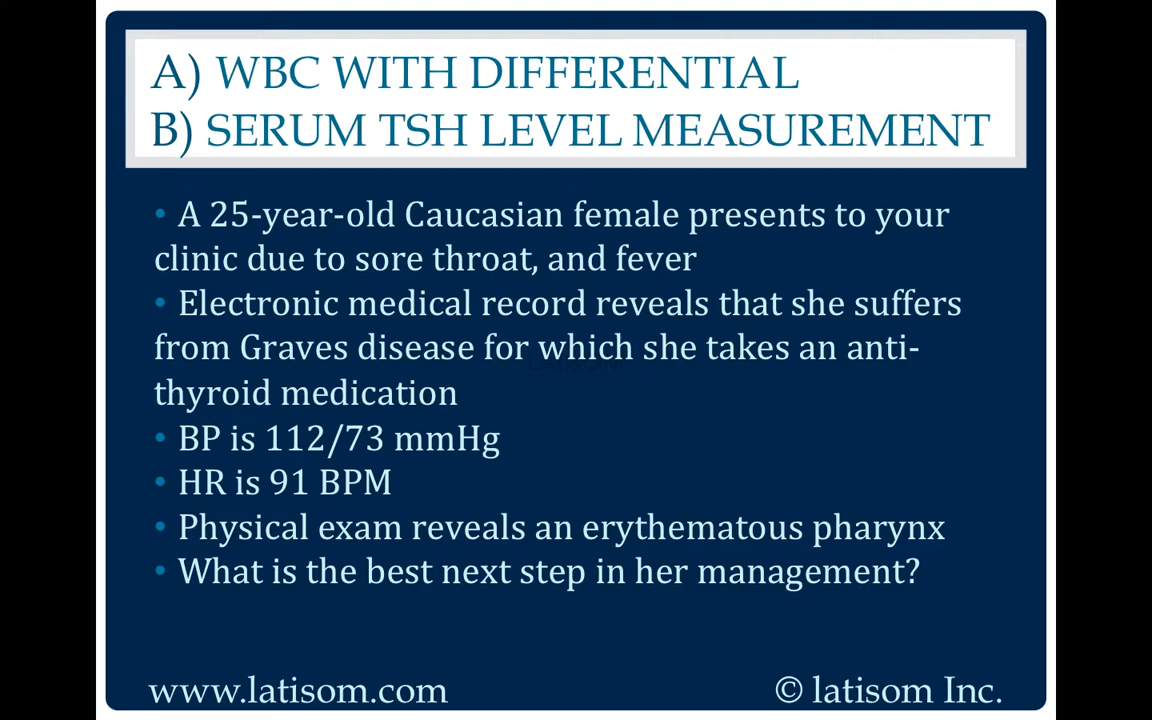 A) WBC WITH DIFFERENTIAL
B) SERUM TSH LEVEL MEASUREMENT
• A 25-year-old Caucasian female presents to your
clinic due to sore throat, and fever
• Electronic medical record reveals that she suffers
from Graves disease for which she takes an anti-
thyroid medication
• BP is 112/73 mmHg
• HR is 91 BPM
• Physical exam reveals an erythematous pharynx
• What is the best next step in her management?
www.latisom.com
© latisom Inc.